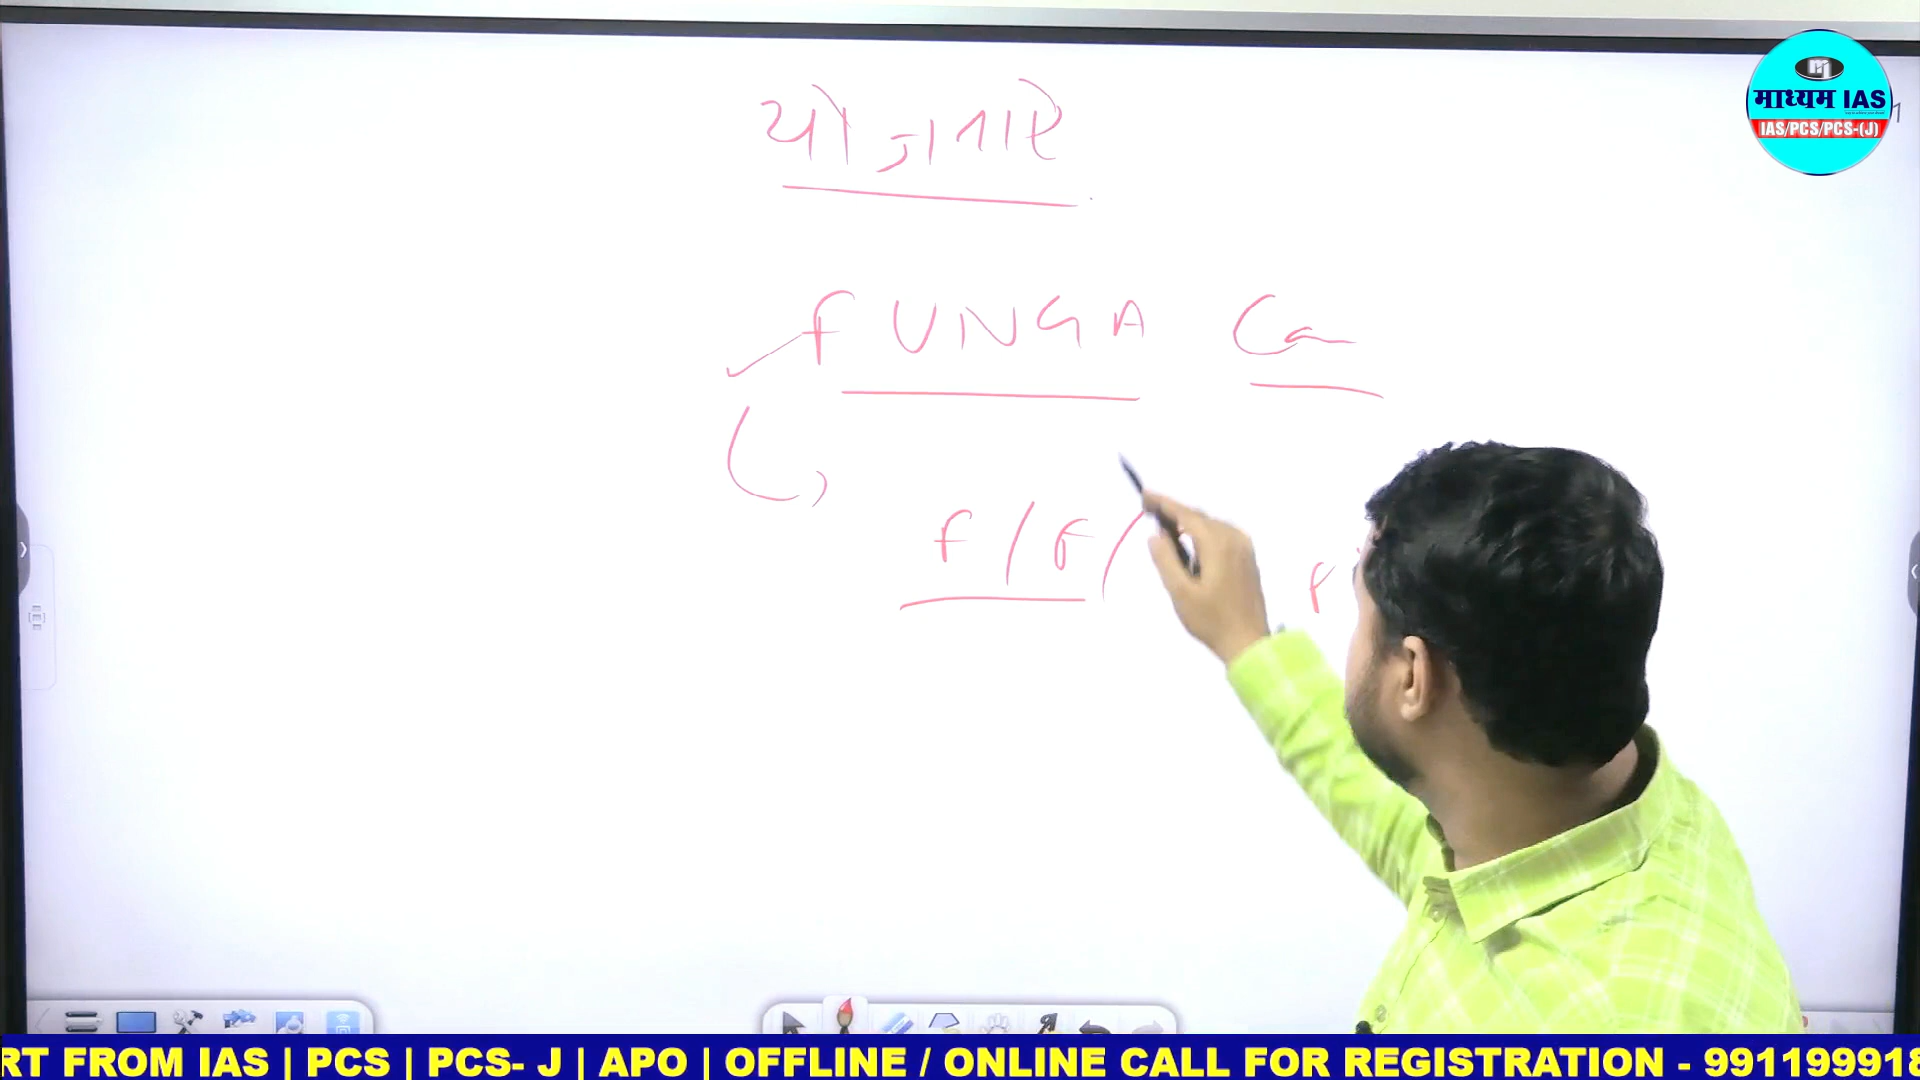 योजनाएं
FUNGA Ca
F / F /
माध्यम IAS
IAS/PCS/PCS-(J)
RT FROM IAS | PCS | PCS- J | APO | OFFLINE / ONLINE CALL FOR REGISTRATION - 991199918